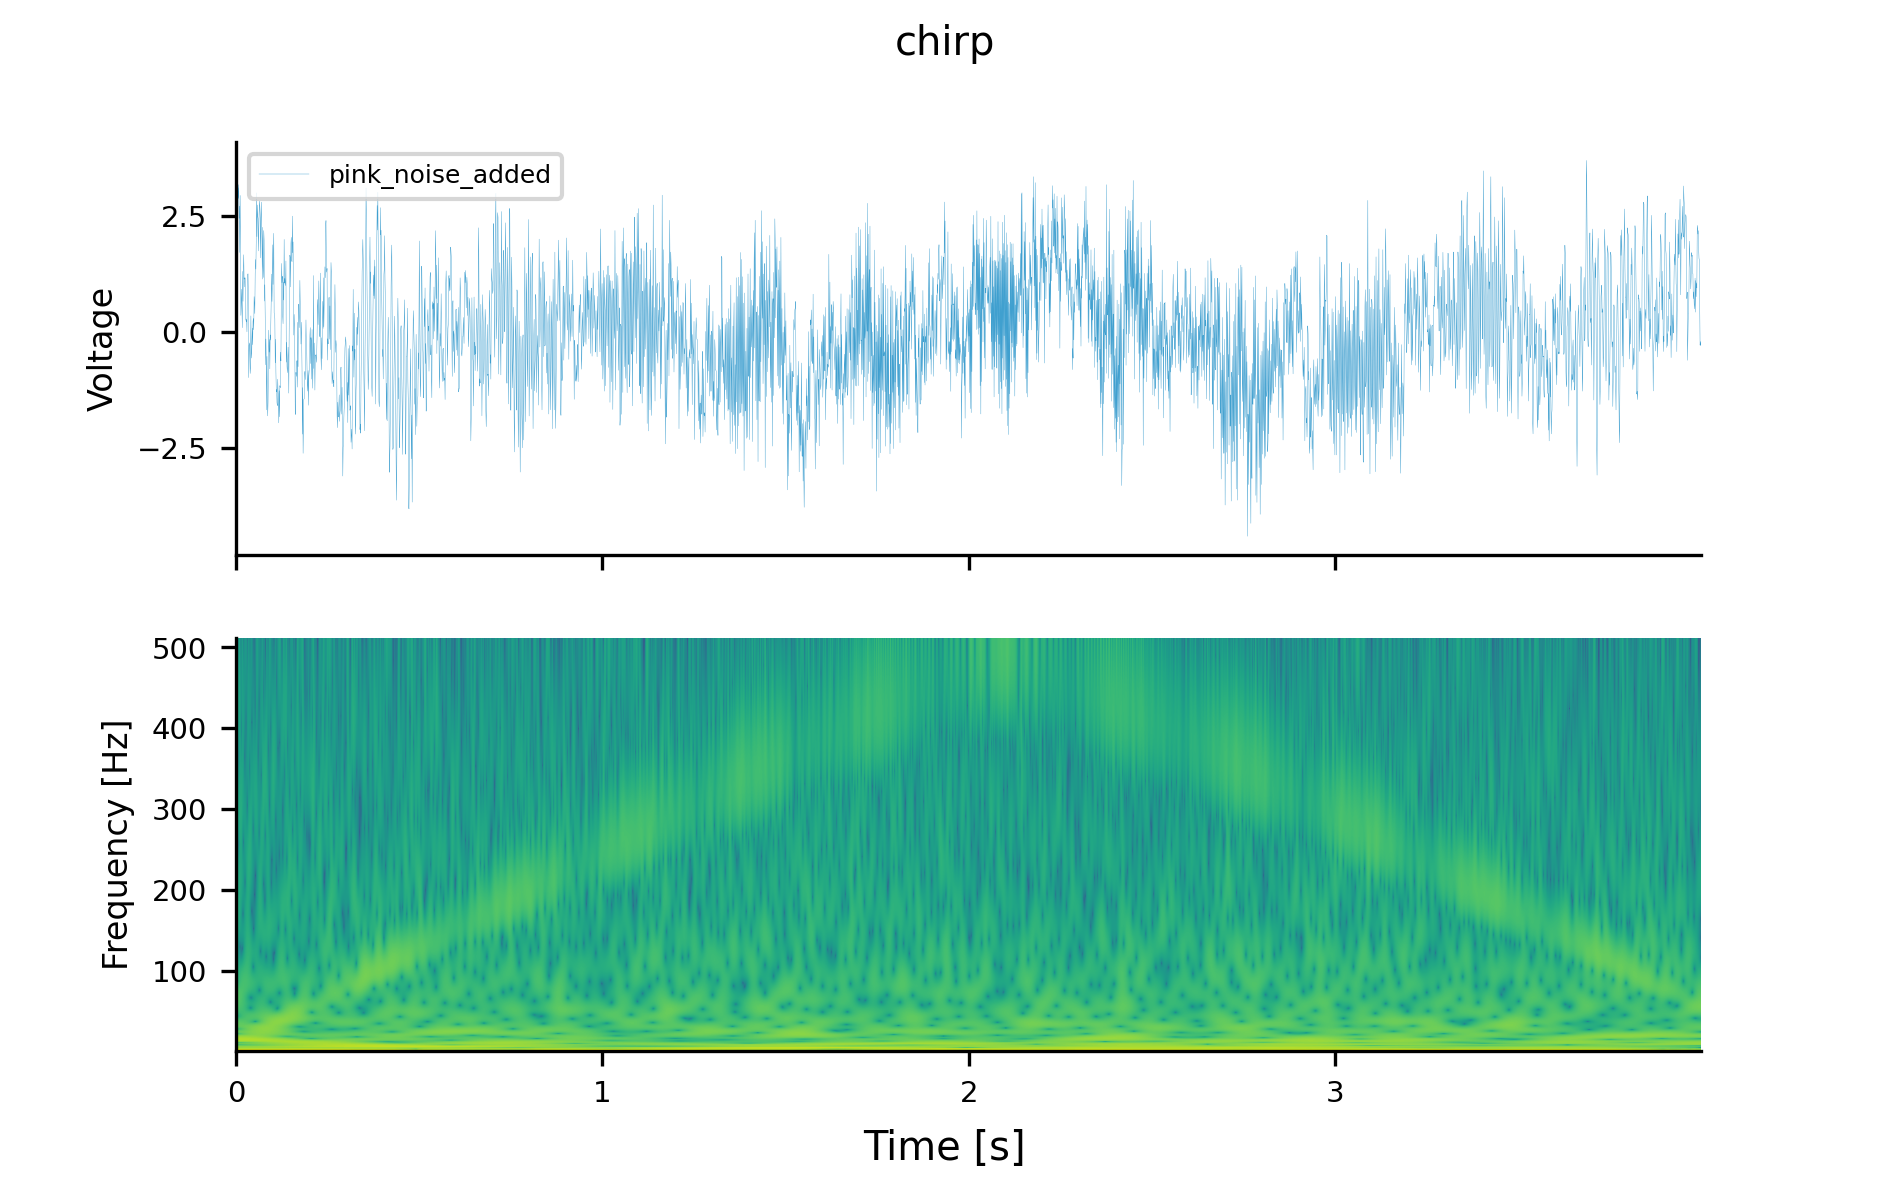 chirp
pink_noise_added
Voltage
2.5
0.0
−2.5
Frequency [Hz]
500
400
300
200
100
0 1 2 3
Time [s]